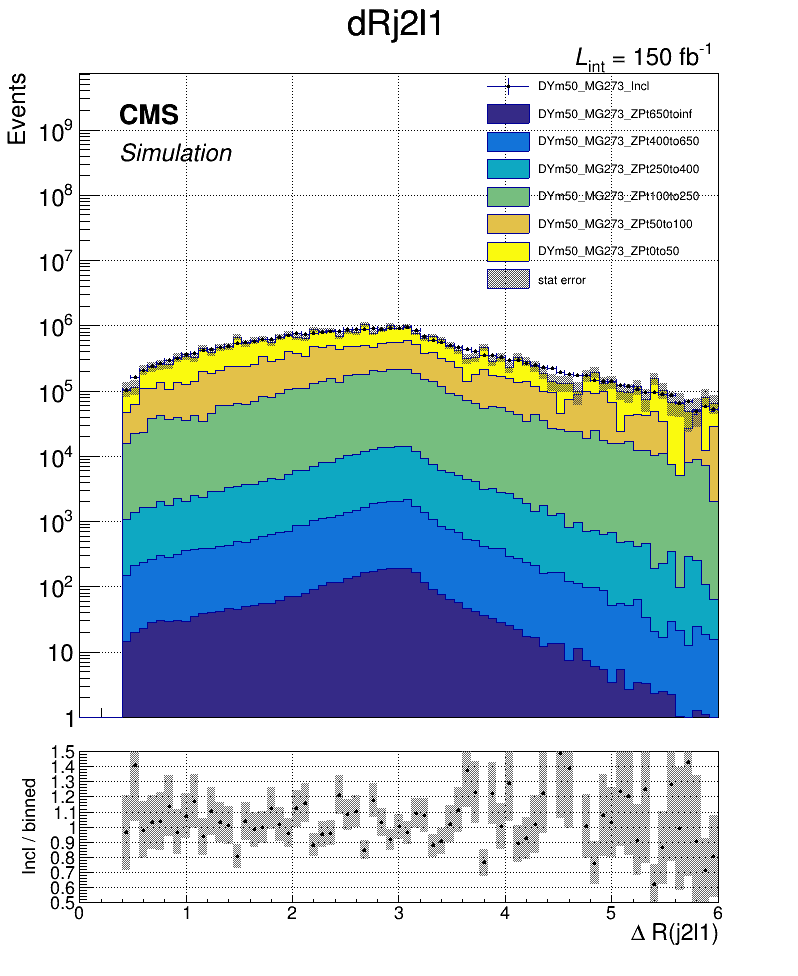 dRj2l1
L_int = 150 fb^-1
Events
CMS
Simulation
DYm50_MG273_Incl
DYm50_MG273_ZPt650toinf
DYm50_MG273_ZPt400to650
DYm50_MG273_ZPt250to400
DYm50_MG273_ZPt100to250
DYm50_MG273_ZPt50to100
DYm50_MG273_ZPt0to50
stat error
10^9
10^8
10^7
10^6
10^5
10^4
10^3
10^2
10
1
Incl / binned
1.5
1.4
1.3
1.2
1.1
1
0.9
0.8
0.7
0.6
0.5
0 1 2 3 4 5 6
Δ R(j2l1)